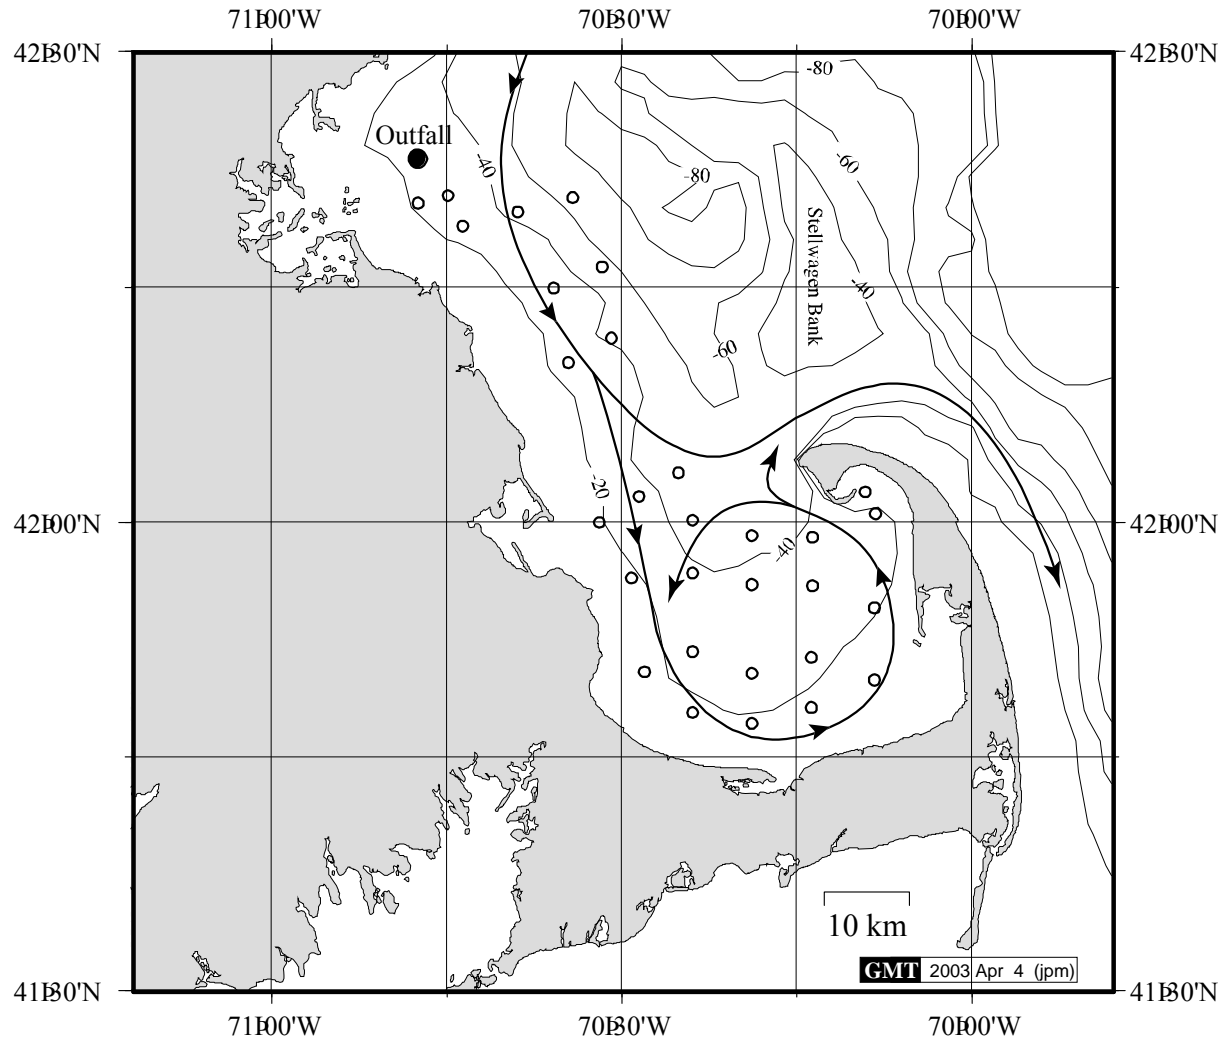 71°00'W 70°30'W 70°00'W
42°30'N 42°30'N
-80
Outfall
-40
-60
-80
Stellwagen Bank
-40
-60
-20
42°00'N 42°00'N
-40
10 km
GMT 2003 Apr 4 (jpm)
41°30'N 41°30'N
71°00'W 70°30'W 70°00'W